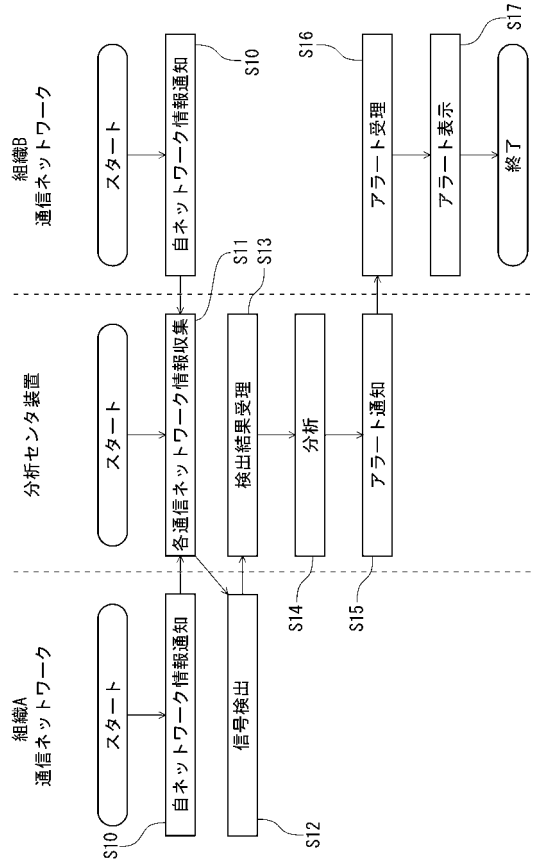 組織A
通信ネットワーク
分析センタ装置
組織B
通信ネットワーク
スタート
スタート
スタート
S10
自ネットワーク情報通知
各通信ネットワーク情報収集
S11
自ネットワーク情報通知
S10
S12
信号検出
検出結果受理
S13
S14
分析
S15
アラート通知
アラート受理
S16
アラート表示
S17
終了